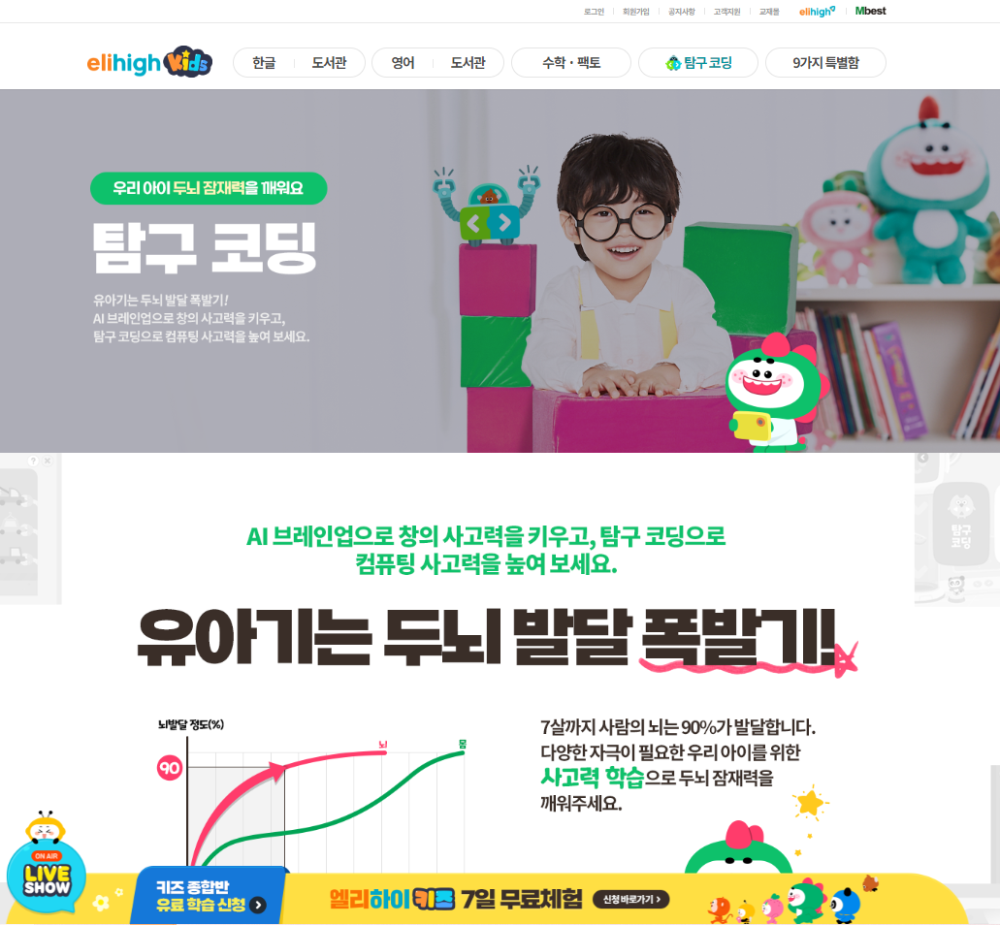 로그인 회원가입 공지사항 고객지원 교재몰 elihigh Mbest
elihigh Kids 한글 도서관 영어 도서관 수학 · 팩토 탐구 코딩 9가지 특별함
우리 아이 두뇌 잠재력을 깨워요
탐구 코딩
유아기는 두뇌 발달 폭발기!
AI 브레인업으로 창의 사고력을 키우고,
탐구 코딩으로 컴퓨팅 사고력을 높여 보세요.
탐구
코딩
AI 브레인업으로 창의 사고력을 키우고, 탐구 코딩으로
컴퓨팅 사고력을 높여 보세요.
유아기는 두뇌 발달 폭발기!
뇌발달 정도(%)
90
뇌
몸
7살까지 사람의 뇌는 90%가 발달합니다.
다양한 자극이 필요한 우리 아이를 위한
사고력 학습으로 두뇌 잠재력을
깨워주세요.
ON AIR
LIVE
SHOW
키즈 종합반
유료 학습 신청
엘리하이 키즈 7일 무료체험 신청 바로가기